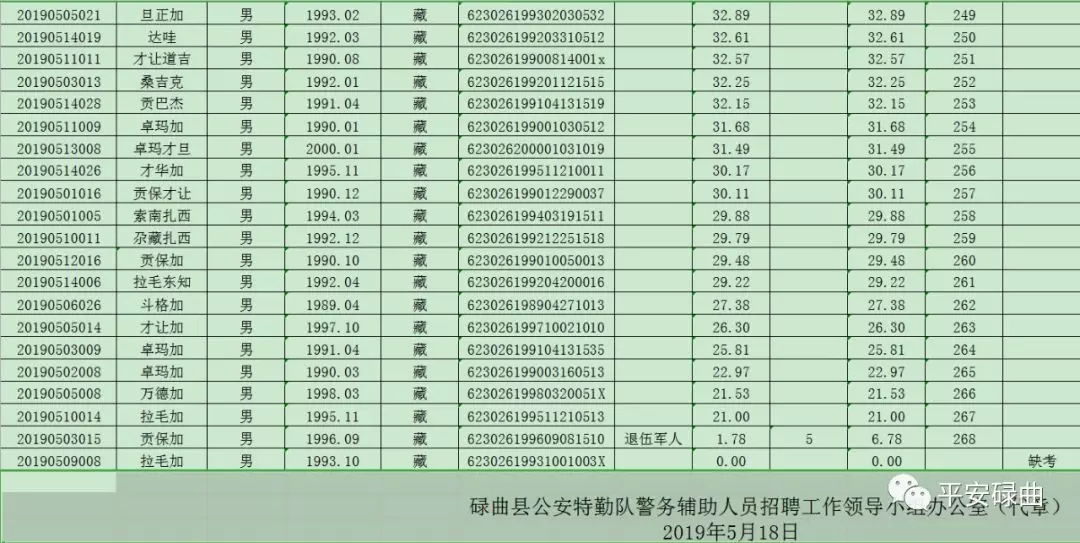 20190505021 旦正加 男 1993.02 藏 623026199302030532 32.89 32.89 249
20190514019 达哇 男 1992.03 藏 623026199203310512 32.61 32.61 250
20190511011 才让道吉 男 1990.08 藏 62302619900814001x 32.57 32.57 251
20190503013 桑吉克 男 1992.01 藏 623026199201121515 32.25 32.25 252
20190514028 贡巴杰 男 1991.04 藏 623026199104131519 32.15 32.15 253
20190511009 卓玛加 男 1990.01 藏 623026199001030512 31.68 31.68 254
20190513008 卓玛才旦 男 2000.01 藏 623026200001031019 31.49 31.49 255
20190514026 才华加 男 1995.11 藏 623026199511210011 30.17 30.17 256
20190501016 贡保才让 男 1990.12 藏 623026199012290037 30.11 30.11 257
20190501005 索南扎西 男 1994.03 藏 623026199403191511 29.88 29.88 258
20190510011 尕藏扎西 男 1992.12 藏 623026199212251518 29.79 29.79 259
20190512016 贡保加 男 1990.10 藏 623026199010050013 29.48 29.48 260
20190514006 拉毛东知 男 1992.04 藏 623026199204200016 29.22 29.22 261
20190506026 斗格加 男 1989.04 藏 623026198904271013 27.38 27.38 262
20190505014 才让加 男 1997.10 藏 623026199710021010 26.30 26.30 263
20190503009 卓玛加 男 1991.04 藏 623026199104131535 25.81 25.81 264
20190502008 卓玛加 男 1990.03 藏 623026199003160513 22.97 22.97 265
20190505008 万德加 男 1998.03 藏 62302619980320051X 21.53 21.53 266
20190510014 拉毛加 男 1995.11 藏 623026199511210513 21.00 21.00 267
20190503015 贡保加 男 1996.09 藏 623026199609081510 退伍军人 1.78 5 6.78 268
20190509008 拉毛加 男 1993.10 藏 62302619931001003X 0.00 0.00 缺考
平安碌曲
碌曲县公安特勤队警务辅助人员招聘工作领导小组办公室（代章）
2019年5月18日